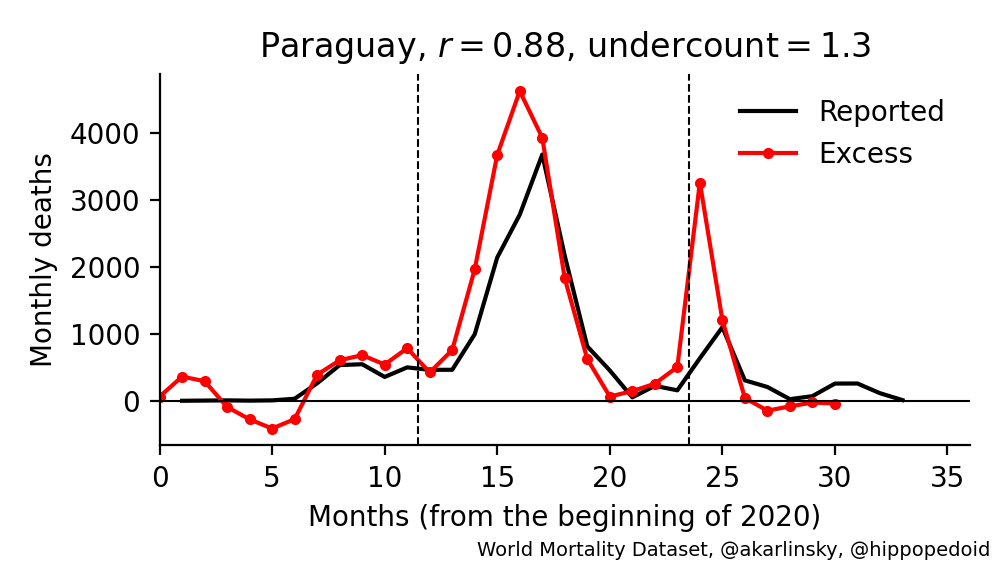 Paraguay, r = 0.88, undercount = 1.3
Reported
Excess
Monthly deaths
4000
3000
2000
1000
0
0 5 10 15 20 25 30 35
Months (from the beginning of 2020)
World Mortality Dataset, @akarlinsky, @hippopedoid